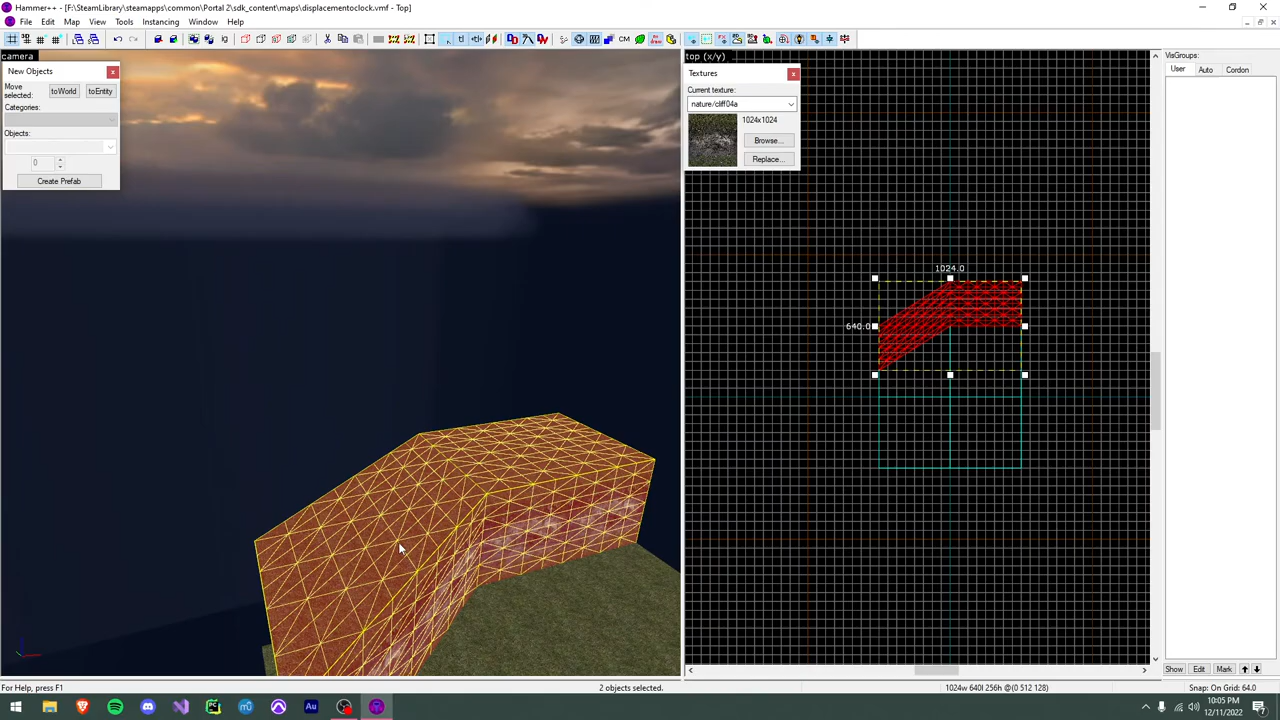 Hammer++ - [F:\SteamLibrary\steamapps\common\Portal 2\sdk_content\maps\displacementoclock.vmf - Top]
File Edit Map View Tools Instancing Window Help
camera
New Objects
Move selected:
toWorld
toEntity
Categories:
Objects:
0
Create Prefab
top (x/y)
Textures
Current texture:
nature/cliff04a
1024x1024
Browse...
Replace...
1024.0
640.0
VisGroups:
User Auto Cordon
Show Edit Mark
For Help, press F1
2 objects selected.
1024w 640l 256h @(0 512 128)
Snap: On Grid: 64.0
10:05 PM
12/11/2022